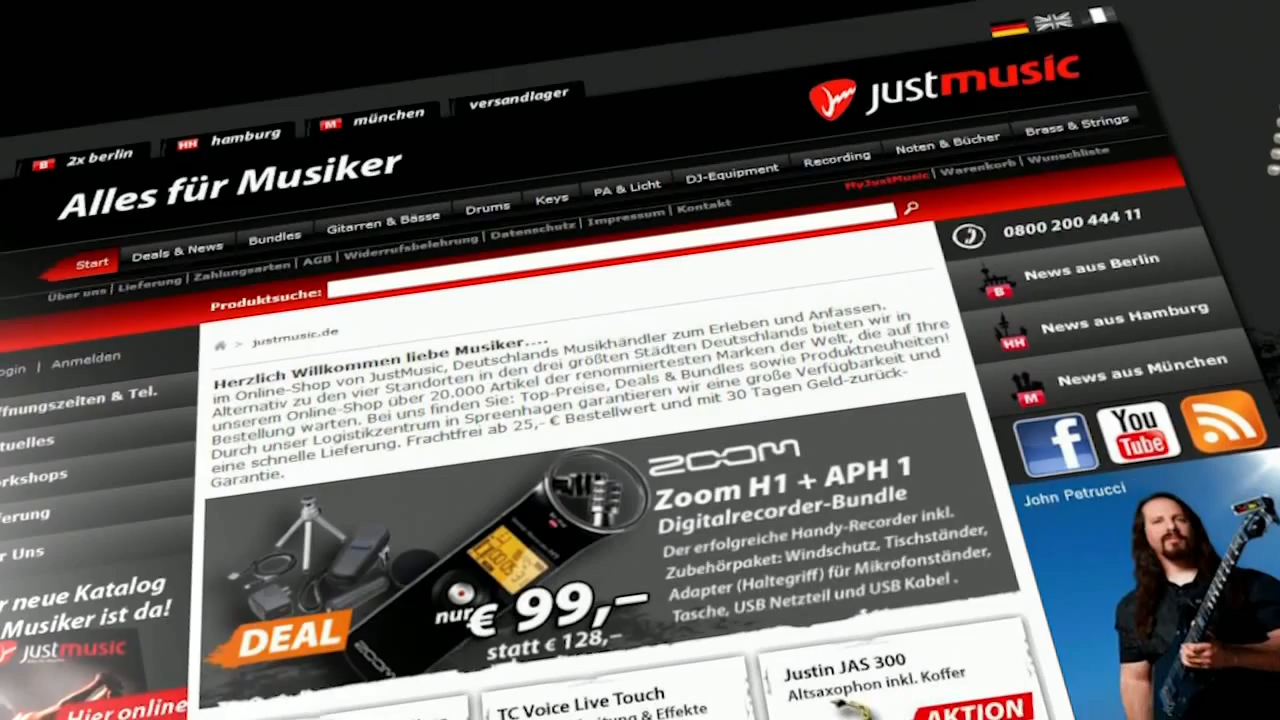 2x berlin
hamburg
münchen
versandlager
justmusic
Alles für Musiker
Start
Deals & News
Bundles
Gitarren & Bässe
Drums
Keys
PA & Licht
DJ-Equipment
Recording
Noten & Bücher
Brass & Strings
Über uns | Lieferung | Zahlungsarten | AGB | Widerrufsbelehrung | Datenschutz | Impressum | Kontakt
MyJustMusic | Warenkorb | Wunschliste
Produktsuche:
0800 200 444 11
News aus Berlin
News aus Hamburg
News aus München
You
Tube
John Petrucci
| Anmelden
ffnungszeiten & Tel.
tuelles
rkshops
ferung
r Uns
r neue Katalog
Musiker ist da!
justmusic
Hier online
justmusic.de
Herzlich Willkommen liebe Musiker....
im Online-Shop von JustMusic, Deutschlands Musikhändler zum Erleben und Anfassen.
Alternativ zu den vier Standorten in den drei größten Städten Deutschlands bieten wir in
unserem Online-Shop über 20.000 Artikel der renommiertesten Marken der Welt, die auf Ihre
Bestellung warten. Bei uns finden Sie: Top-Preise, Deals & Bundles sowie Produktneuheiten!
Durch unser Logistikzentrum in Spreenhagen garantieren wir eine große Verfügbarkeit und
eine schnelle Lieferung. Frachtfrei ab 25,- € Bestellwert und mit 30 Tagen Geld-zurück-
Garantie.
zoom
Zoom H1 + APH 1
Digitalrecorder-Bundle
Der erfolgreiche Handy-Recorder inkl.
Zubehörpaket: Windschutz, Tischständer,
Adapter (Haltegriff) für Mikrofonständer,
Tasche, USB Netzteil und USB Kabel .
DEAL
nur € 99,–
statt € 128,–
zoom
TC Voice Live Touch
& Effekte
Justin JAS 300
Altsaxophon inkl. Koffer
AKTION